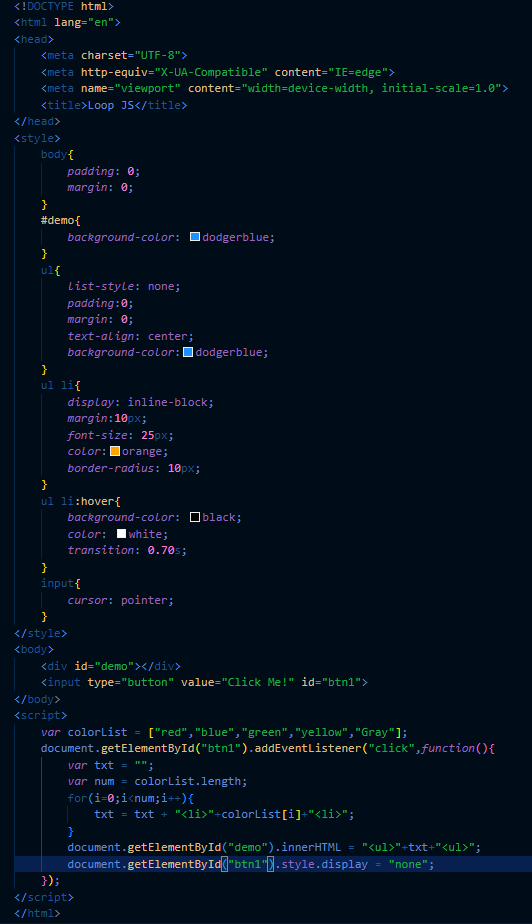 <!DOCTYPE html>
<html lang="en">
<head>
    <meta charset="UTF-8">
    <meta http-equiv="X-UA-Compatible" content="IE=edge">
    <meta name="viewport" content="width=device-width, initial-scale=1.0">
    <title>Loop JS</title>
</head>
<style>
    body{
        padding: 0;
        margin: 0;
    }
    #demo{
        background-color: dodgerblue;
    }
    ul{
        list-style: none;
        padding:0;
        margin: 0;
        text-align: center;
        background-color:dodgerblue;
    }
    ul li{
        display: inline-block;
        margin:10px;
        font-size: 25px;
        color:orange;
        border-radius: 10px;
    }
    ul li:hover{
        background-color: black;
        color: white;
        transition: 0.70s;
    }
    input{
        cursor: pointer;
    }
</style>
<body>
    <div id="demo"></div>
    <input type="button" value="Click Me!" id="btn1">
</body>
<script>
    var colorList = ["red","blue","green","yellow","Gray"];
    document.getElementById("btn1").addEventListener("click",function(){
        var txt = "";
        var num = colorList.length;
        for(i=0;i<num;i++){
            txt = txt + "<li>"+colorList[i]+"<li>";
        }
        document.getElementById("demo").innerHTML = "<ul>"+txt+"<ul>";
        document.getElementById("btn1").style.display = "none";
    });
</script>
</html>